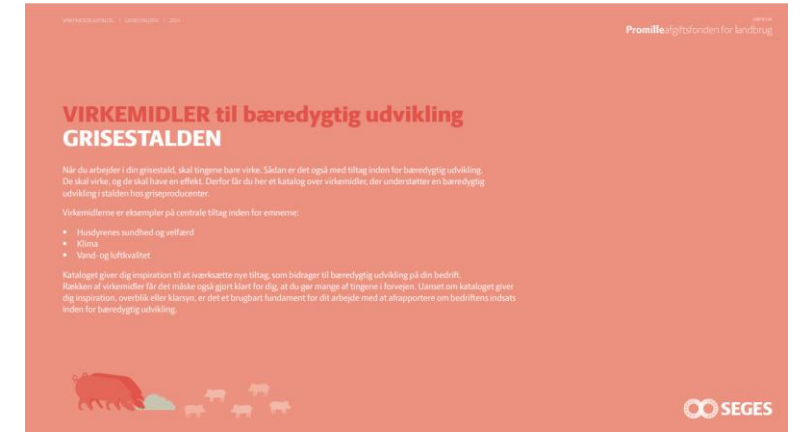 VIRKEMIDDELKATALOG | GRISESTALDEN | 2021
Promilleafgiftsfonden for landbrug
VIRKEMIDLER til bæredygtig udvikling
GRISESTALDEN
Når du arbejder i din grisestald, skal tingene bare virke. Sådan er det også med tiltag inden for bæredygtig udvikling.
De skal virke, og de skal have en effekt. Derfor får du her et katalog over virkemidler, der understøtter en bæredygtig
udvikling i stalden hos griseproducenter.
Virkemidlerne er eksempler på centrale tiltag inden for emnerne:
• Husdyrenes sundhed og velfærd
• Klima
• Vand- og luftkvalitet
Kataloget giver dig inspiration til at iværksætte nye tiltag, som bidrager til bæredygtig udvikling på din bedrift.
Rækken af virkemidler får det måske også gjort klart for dig, at du gør mange af tingene i forvejen. Uanset om kataloget giver
dig inspiration, overblik eller klarsyn, er det et brugbart fundament for dit arbejde med at afrapportere om bedriftens indsats
inden for bæredygtig udvikling.
SEGES